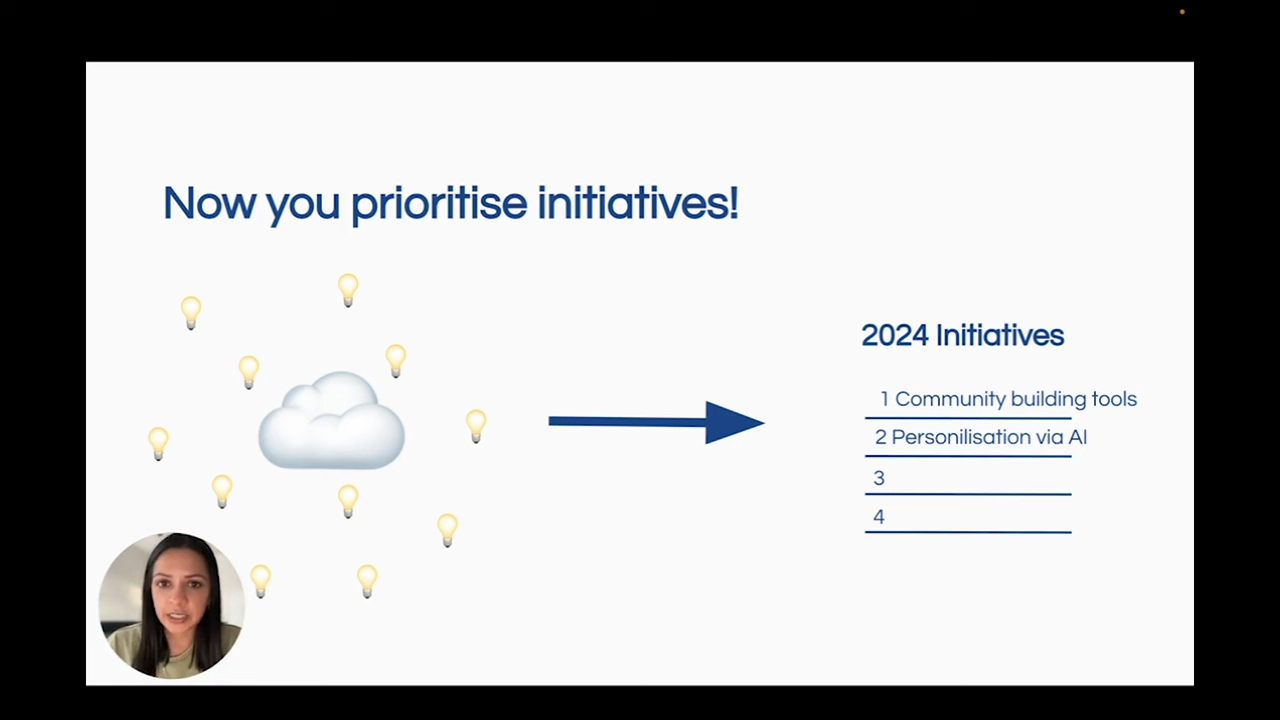 Now you prioritise initiatives!
2024 Initiatives
1 Community building tools
2 Personilisation via AI
3
4